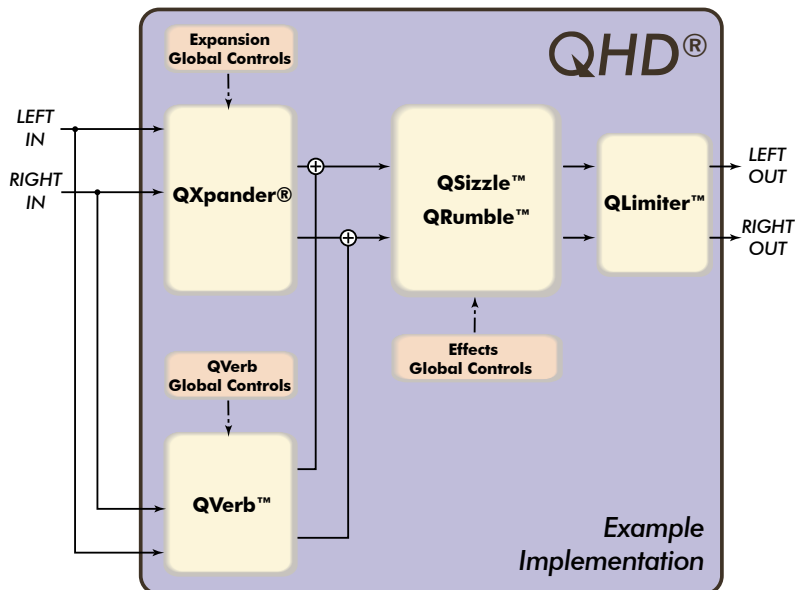 Expansion
Global Controls
QHD®
LEFT
IN
RIGHT
IN
QXpander®
QSizzle™
QRumble™
QLimiter™
LEFT
OUT
RIGHT
OUT
Effects
Global Controls
QVerb
Global Controls
QVerb™
Example
Implementation